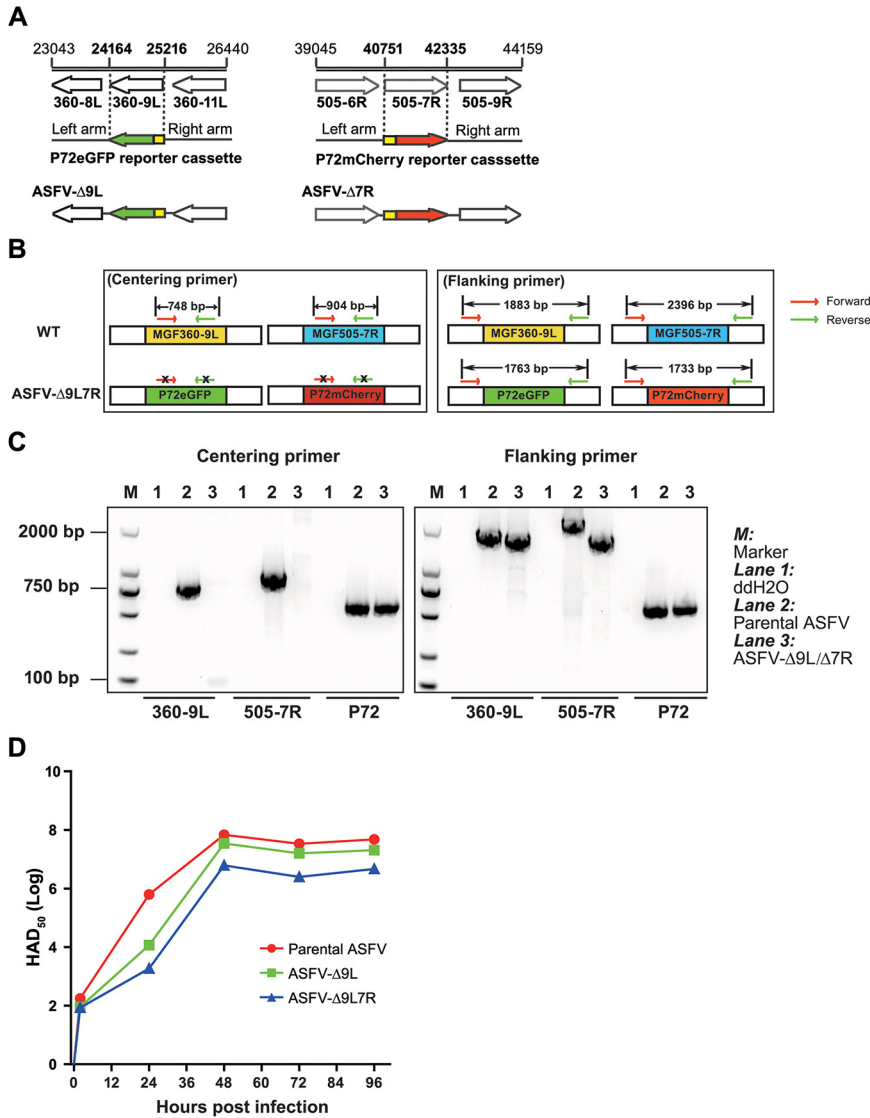 A
23043 24164 25216 26440
39045 40751 42335 44159
360-8L 360-9L 360-11L
505-6R 505-7R 505-9R
Left arm Right arm
Left arm Right arm
P72eGFP reporter casssette
P72mCherry reporter casssette
ASFV-Δ9L
ASFV-Δ7R
B
(Centering primer)
(Flanking primer)
748 bp
904 bp
1883 bp
2396 bp
Forward
Reverse
WT
MGF360-9L
MGF505-7R
MGF360-9L
MGF505-7R
1763 bp
1733 bp
x x
x x
ASFV-Δ9L7R
P72eGFP
P72mCherry
P72eGFP
P72mCherry
C
Centering primer
Flanking primer
M 1 2 3 1 2 3 1 2 3
M 1 2 3 1 2 3 1 2 3
2000 bp
750 bp
100 bp
M:
Marker
Lane 1:
ddH2O
Lane 2:
Parental ASFV
Lane 3:
ASFV-Δ9L/Δ7R
360-9L 505-7R P72
360-9L 505-7R P72
D
HAD50 (Log)
10
8
6
4
2
0
Parental ASFV
ASFV-Δ9L
ASFV-Δ9L7R
0 12 24 36 48 60 72 84 96
Hours post infection